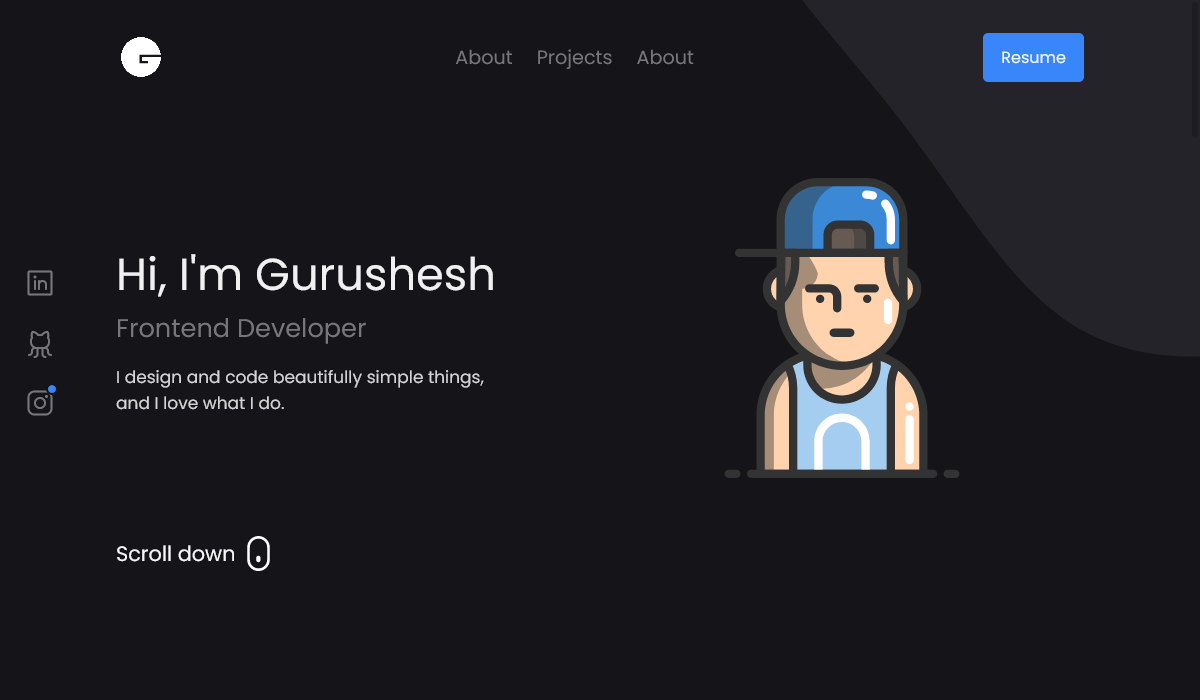 G
About Projects About
Resume
Hi, I'm Gurushesh
Frontend Developer
I design and code beautifully simple things,
and I love what I do.
in
Scroll down